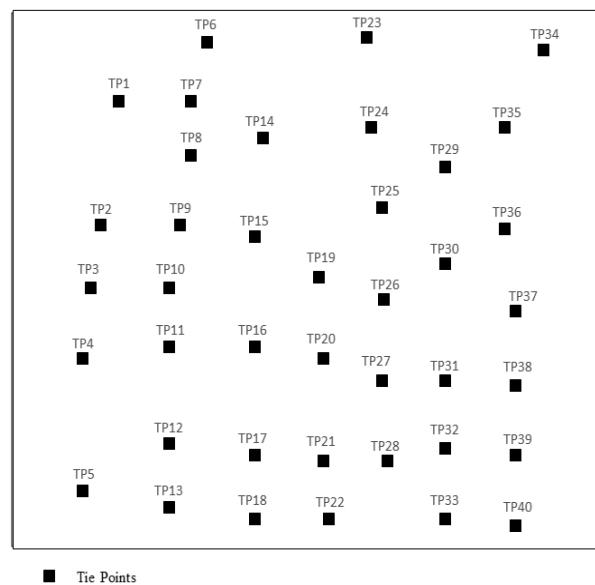 TP6 TP23 TP34
TP1 TP7
TP14 TP24 TP35
TP8 TP29
TP25
TP2 TP9 TP15 TP36
TP30
TP3 TP10 TP19 TP26
TP37
TP4 TP11 TP16 TP20
TP27 TP31 TP38
TP12 TP17 TP21 TP28 TP32 TP39
TP5
TP13 TP18 TP22 TP33 TP40
Tie Points